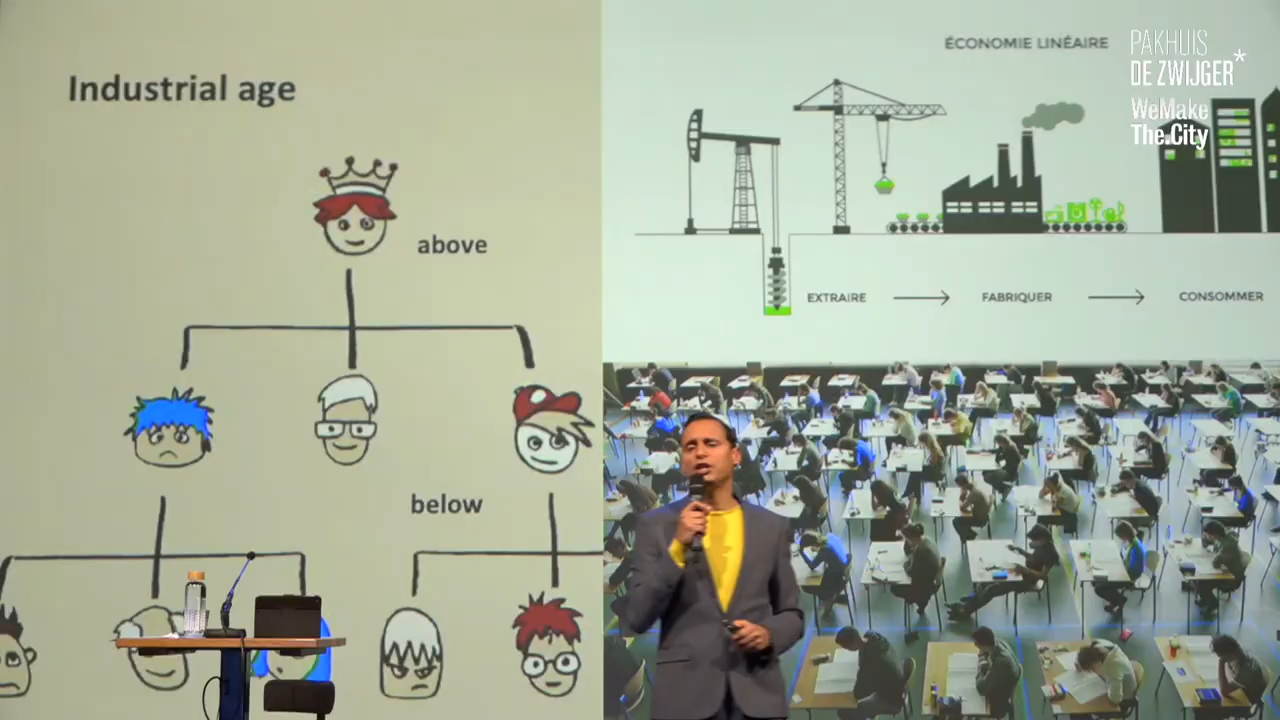 Industrial age
above
below
ÉCONOMIE LINÉAIRE
EXTRAIRE
FABRIQUER
CONSOMMER
PAKHUIS
DE ZWIJGER*
WeMake
The.City